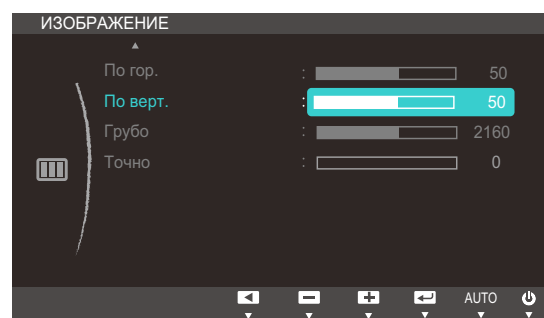 ИЗОБРАЖЕНИЕ
По гор. : 50
По верт. : 50
Грубо : 2160
Точно : 0
AUTO